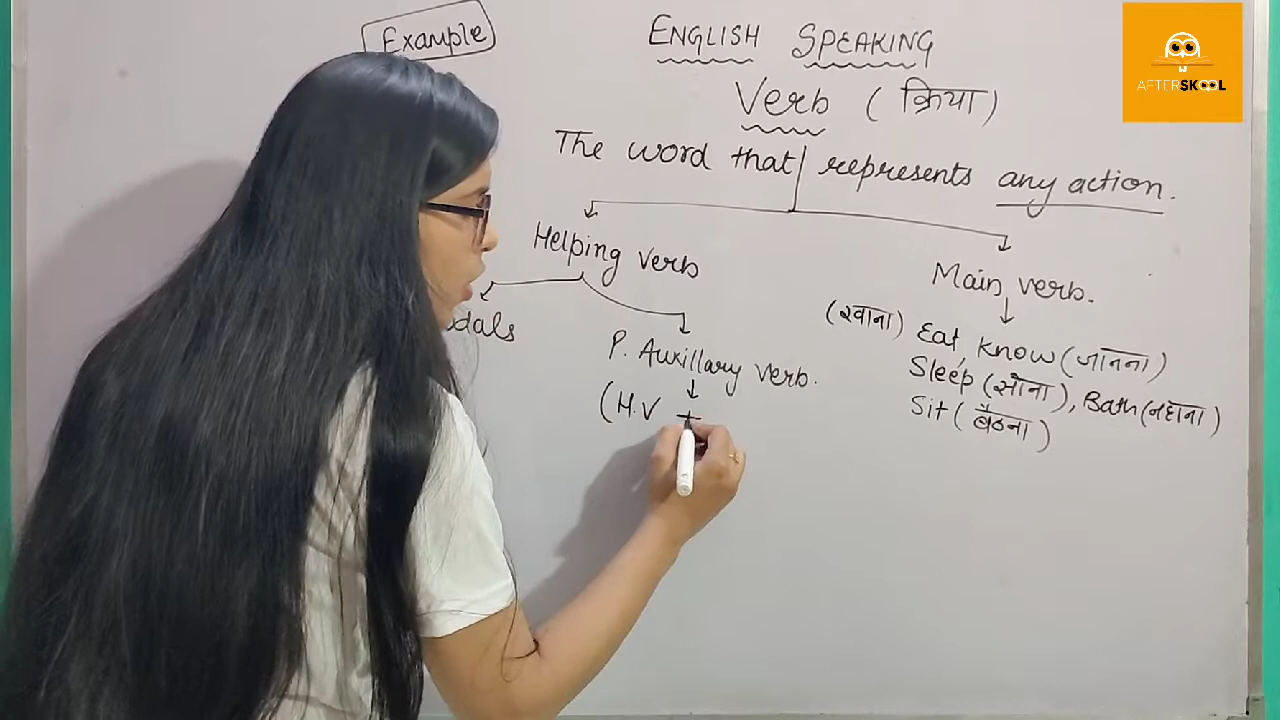 Example
ENGLISH SPEAKING
AFTERSKOOL
Verb (क्रिया)
The word that represents any action.
Helping verb
Main verb.
dals
(खाना) Eat, Know (जानना)
P. Auxillary Verb.
Sleep (सोना), Bath (नहाना)
(H.V +
Sit (बैठना)